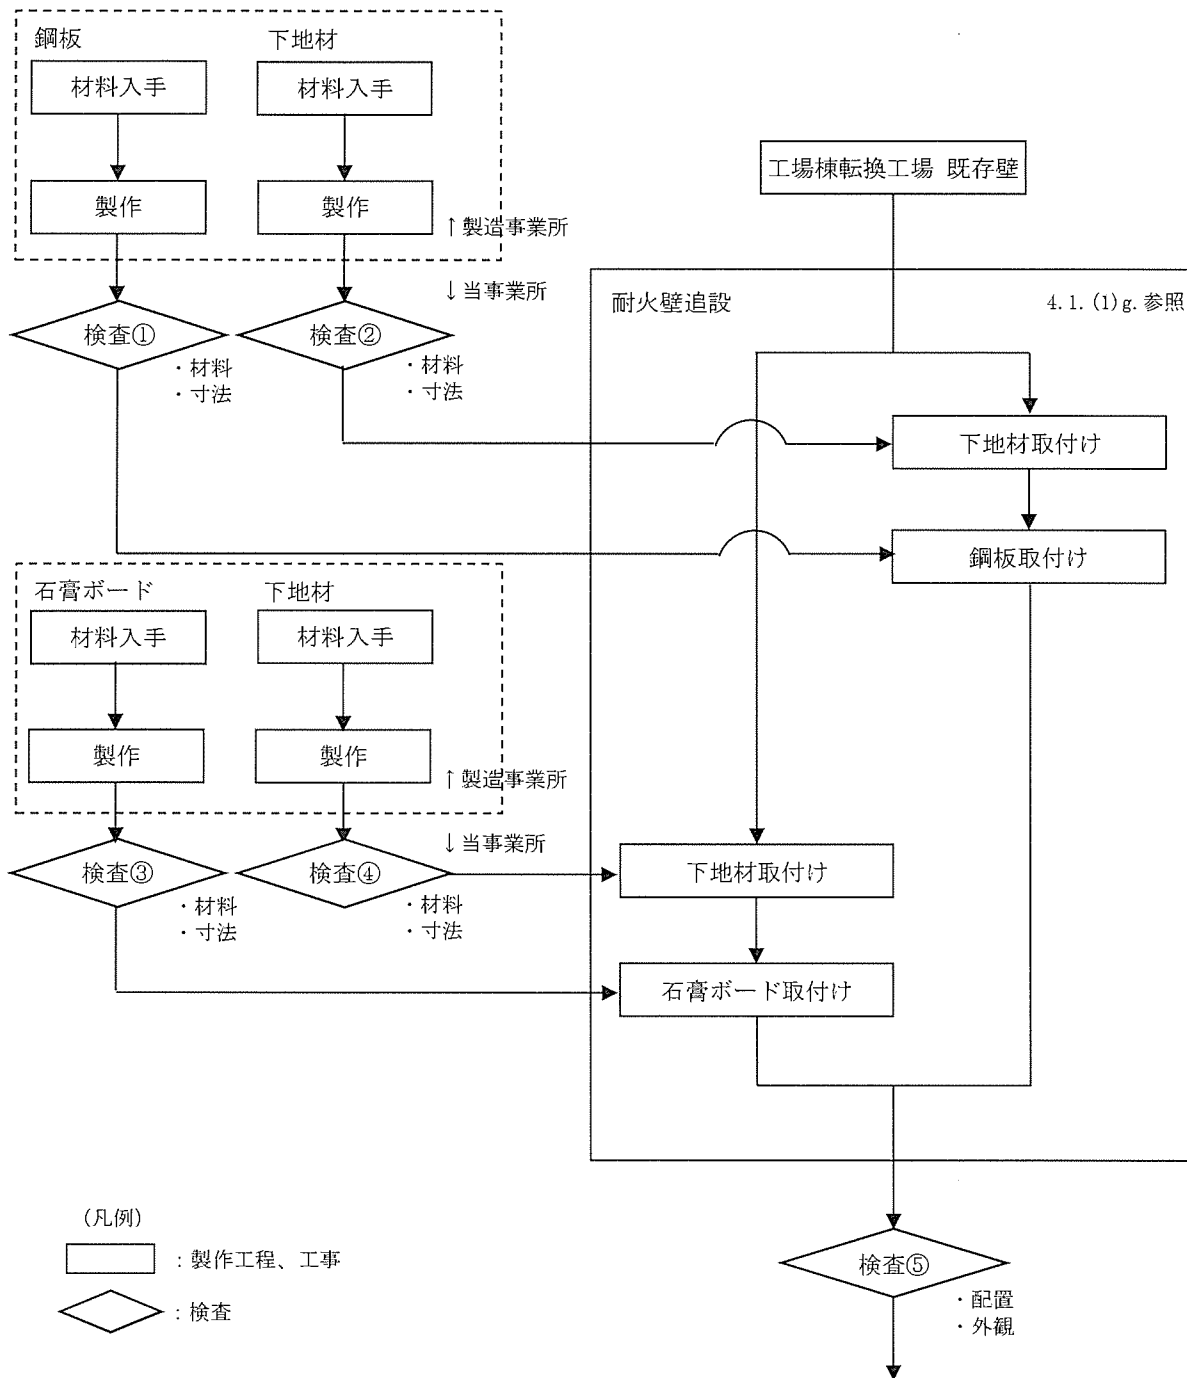 鋼板
下地材
材料入手
材料入手
製作
製作
↑製造事業所
↓当事業所
検査①
・材料
・寸法
検査②
・材料
・寸法
工場棟転換工場 既存壁
耐火壁追設
4.1.(1)g.参照
下地材取付け
鋼板取付け
石膏ボード
下地材
材料入手
材料入手
製作
製作
↑製造事業所
↓当事業所
検査③
・材料
・寸法
検査④
・材料
・寸法
下地材取付け
石膏ボード取付け
検査⑤
・配置
・外観
(凡例)
:製作工程、工事
:検査